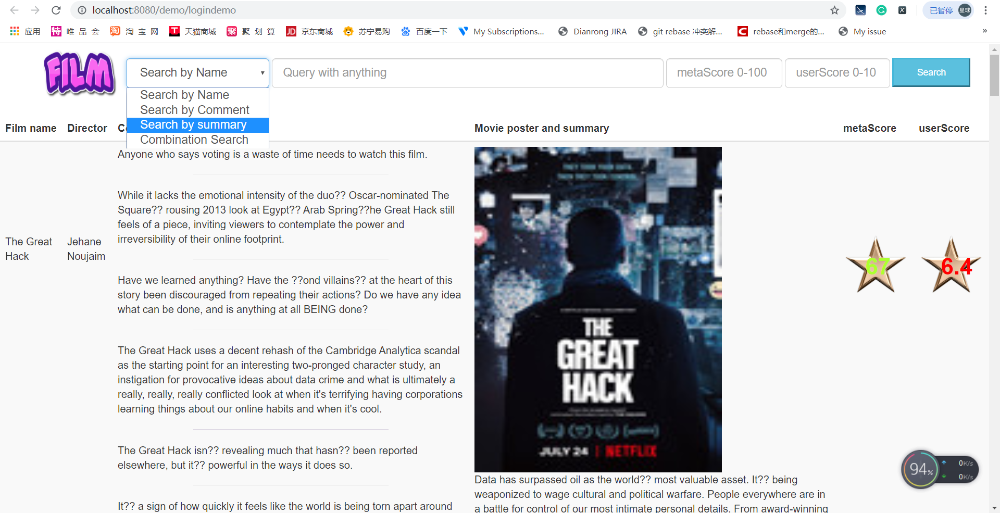 localhost:8080/demo/logindemo
已暂停 星球
应用 特 唯 品 会 淘 淘 宝 网 T 天猫商城 聚 聚 划 算 JD 京东商城 苏宁易购 百度一下 My Subscriptions... Dianrong JIRA git rebase 冲突解... C rebase和merge的... My issue »
FILM
Search by Name
Query with anything
metaScore 0-100
userScore 0-10
Search
Search by Name
Search by Comment
Search by summary
Combination Search
Film name Director Movie poster and summary metaScore userScore
The Great
Hack
Jehane
Noujaim
Anyone who says voting is a waste of time needs to watch this film.
While it lacks the emotional intensity of the duo?? Oscar-nominated The
Square?? rousing 2013 look at Egypt?? Arab Spring??he Great Hack still
feels of a piece, inviting viewers to contemplate the power and
irreversibility of their online footprint.
Have we learned anything? Have the ??ond villains?? at the heart of this
story been discouraged from repeating their actions? Do we have any idea
what can be done, and is anything at all BEING done?
The Great Hack uses a decent rehash of the Cambridge Analytica scandal
as the starting point for an interesting two-pronged character study, an
instigation for provocative ideas about data crime and what is ultimately a
really, really, really conflicted look at when it's terrifying having corporations
learning things about our online habits and when it's cool.
The Great Hack isn?? revealing much that hasn?? been reported
elsewhere, but it?? powerful in the ways it does so.
It?? a sign of how quickly it feels like the world is being torn apart around
THEY TOOK YOUR DATA.
THEN THEY TOOK CONTROL.
THE
GREAT
HACK
JULY 24 | NETFLIX
Data has surpassed oil as the world?? most valuable asset. It?? being
weaponized to wage cultural and political warfare. People everywhere are in
a battle for control of our most intimate personal details. From award-winning
67
6.4
94%
0K/s
0K/s